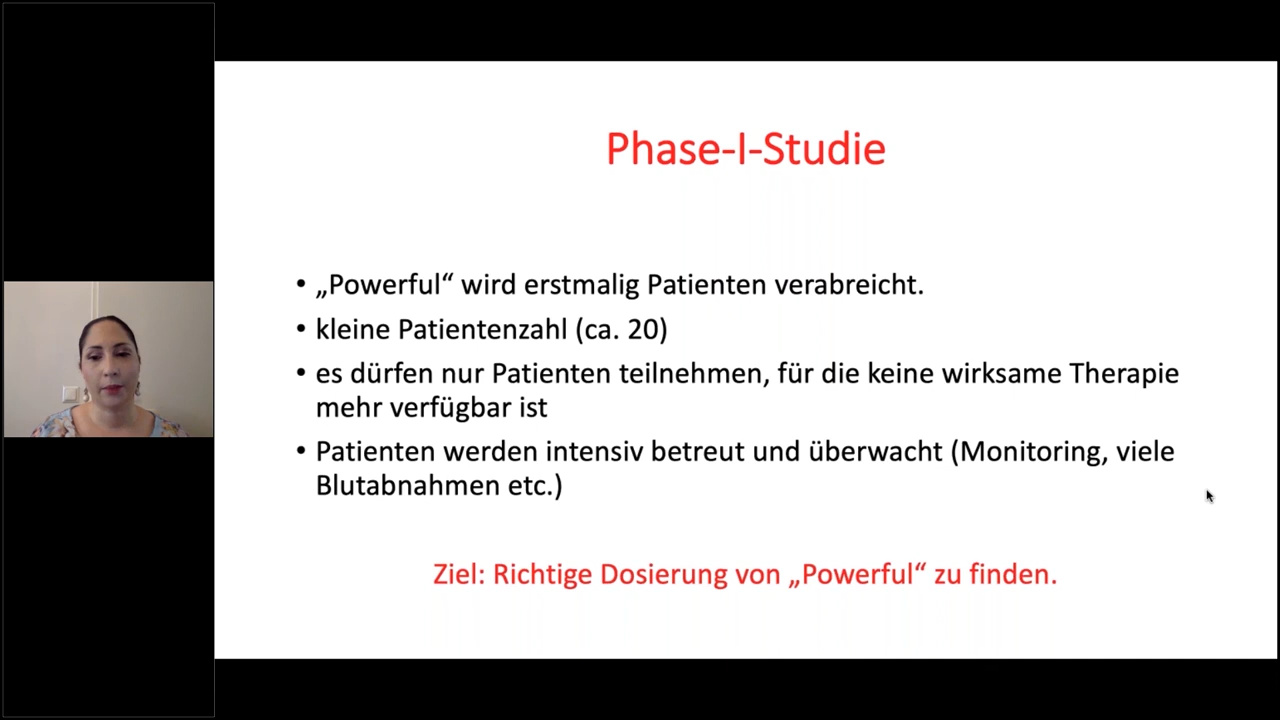 Phase-I-Studie
• „Powerful“ wird erstmalig Patienten verabreicht.
• kleine Patientenzahl (ca. 20)
• es dürfen nur Patienten teilnehmen, für die keine wirksame Therapie
mehr verfügbar ist
• Patienten werden intensiv betreut und überwacht (Monitoring, viele
Blutabnahmen etc.)
Ziel: Richtige Dosierung von „Powerful“ zu finden.